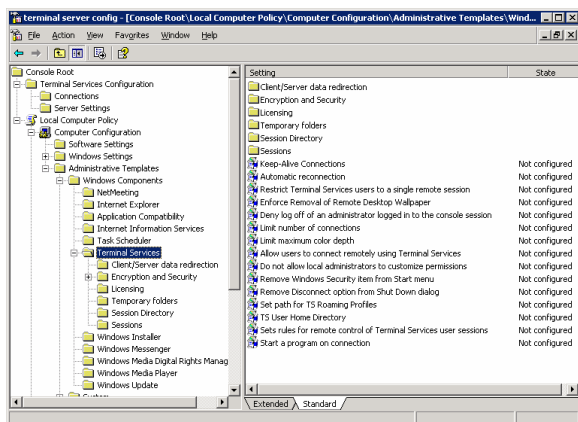 terminal server config - [Console Root\Local Computer Policy\Computer Configuration\Administrative Templates\Wind...
File Action View Favorites Window Help
Console Root
Terminal Services Configuration
Connections
Server Settings
Local Computer Policy
Computer Configuration
Software Settings
Windows Settings
Administrative Templates
Windows Components
NetMeeting
Internet Explorer
Application Compatibility
Internet Information Services
Task Scheduler
Terminal Services
Client/Server data redirection
Encryption and Security
Licensing
Temporary folders
Session Directory
Sessions
Windows Installer
Windows Messenger
Windows Media Digital Rights Manag
Windows Media Player
Windows Update
Setting State
Client/Server data redirection
Encryption and Security
Licensing
Temporary folders
Session Directory
Sessions
Keep-Alive Connections Not configured
Automatic reconnection Not configured
Restrict Terminal Services users to a single remote session Not configured
Enforce Removal of Remote Desktop Wallpaper Not configured
Deny log off of an administrator logged in to the console session Not configured
Limit number of connections Not configured
Limit maximum color depth Not configured
Allow users to connect remotely using Terminal Services Not configured
Do not allow local administrators to customize permissions Not configured
Remove Windows Security item from Start menu Not configured
Remove Disconnect option from Shut Down dialog Not configured
Set path for TS Roaming Profiles Not configured
TS User Home Directory Not configured
Sets rules for remote control of Terminal Services user sessions Not configured
Start a program on connection Not configured
Extended Standard